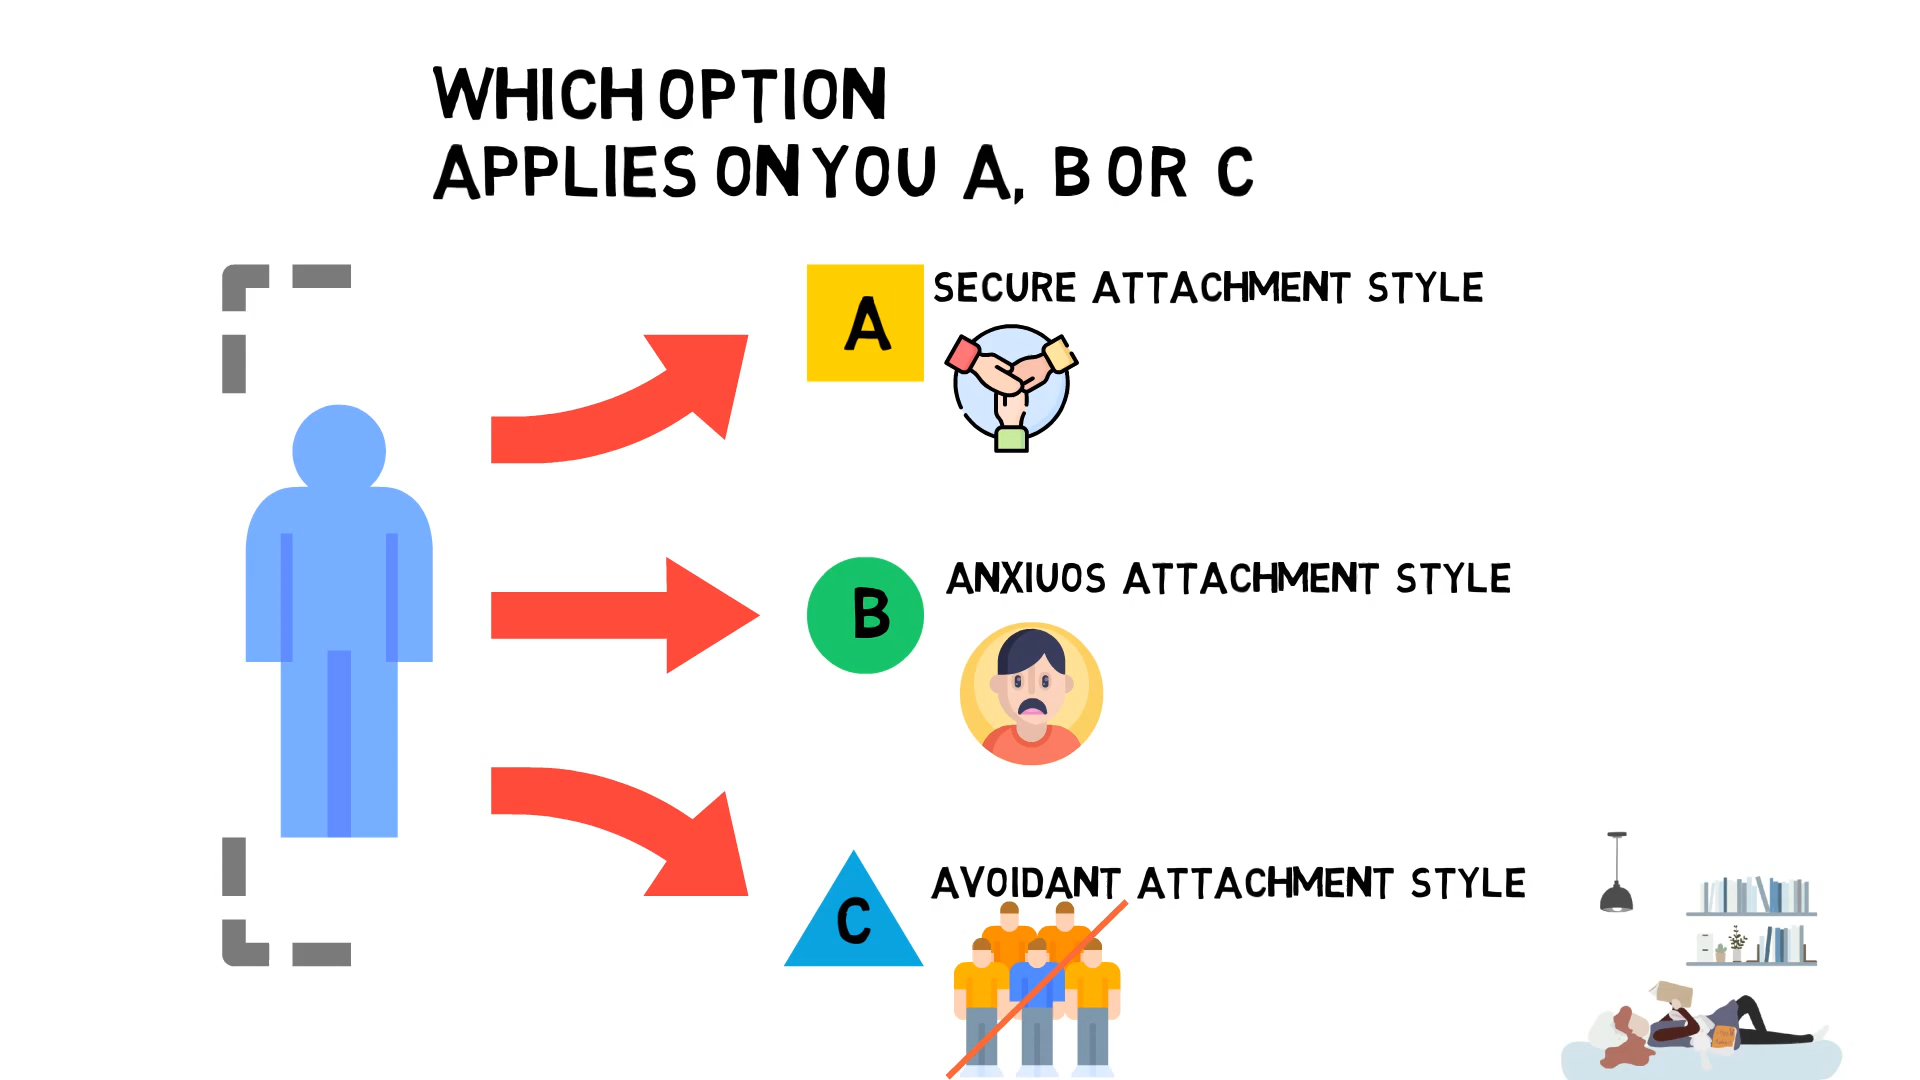 WHICH OPTION
APPLIES ON YOU A, B OR C
A
SECURE ATTACHMENT STYLE
B
ANXIUOS ATTACHMENT STYLE
C
AVOIDANT ATTACHMENT STYLE